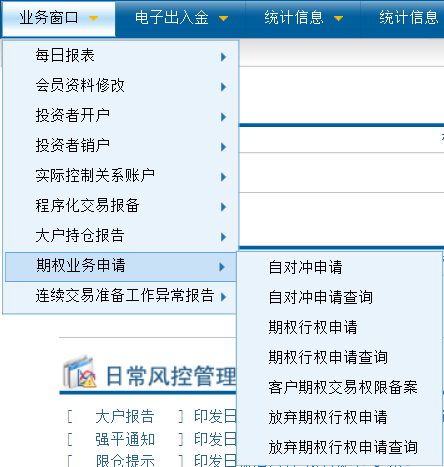 业务窗口 电子出入金 统计信息 统计信息
每日报表
会员资料修改
投资者开户
投资者销户
实际控制关系账户
程序化交易报备
大户持仓报告
期权业务申请
连续交易准备工作异常报告
自对冲申请
自对冲申请查询
期权行权申请
期权行权申请查询
客户期权交易权限备案
放弃期权行权申请
放弃期权行权申请查询
日常风控管理
[ 大户报告 ] 印发日
[ 强平通知 ] 印发日
[ 限仓提示 ] 印发日